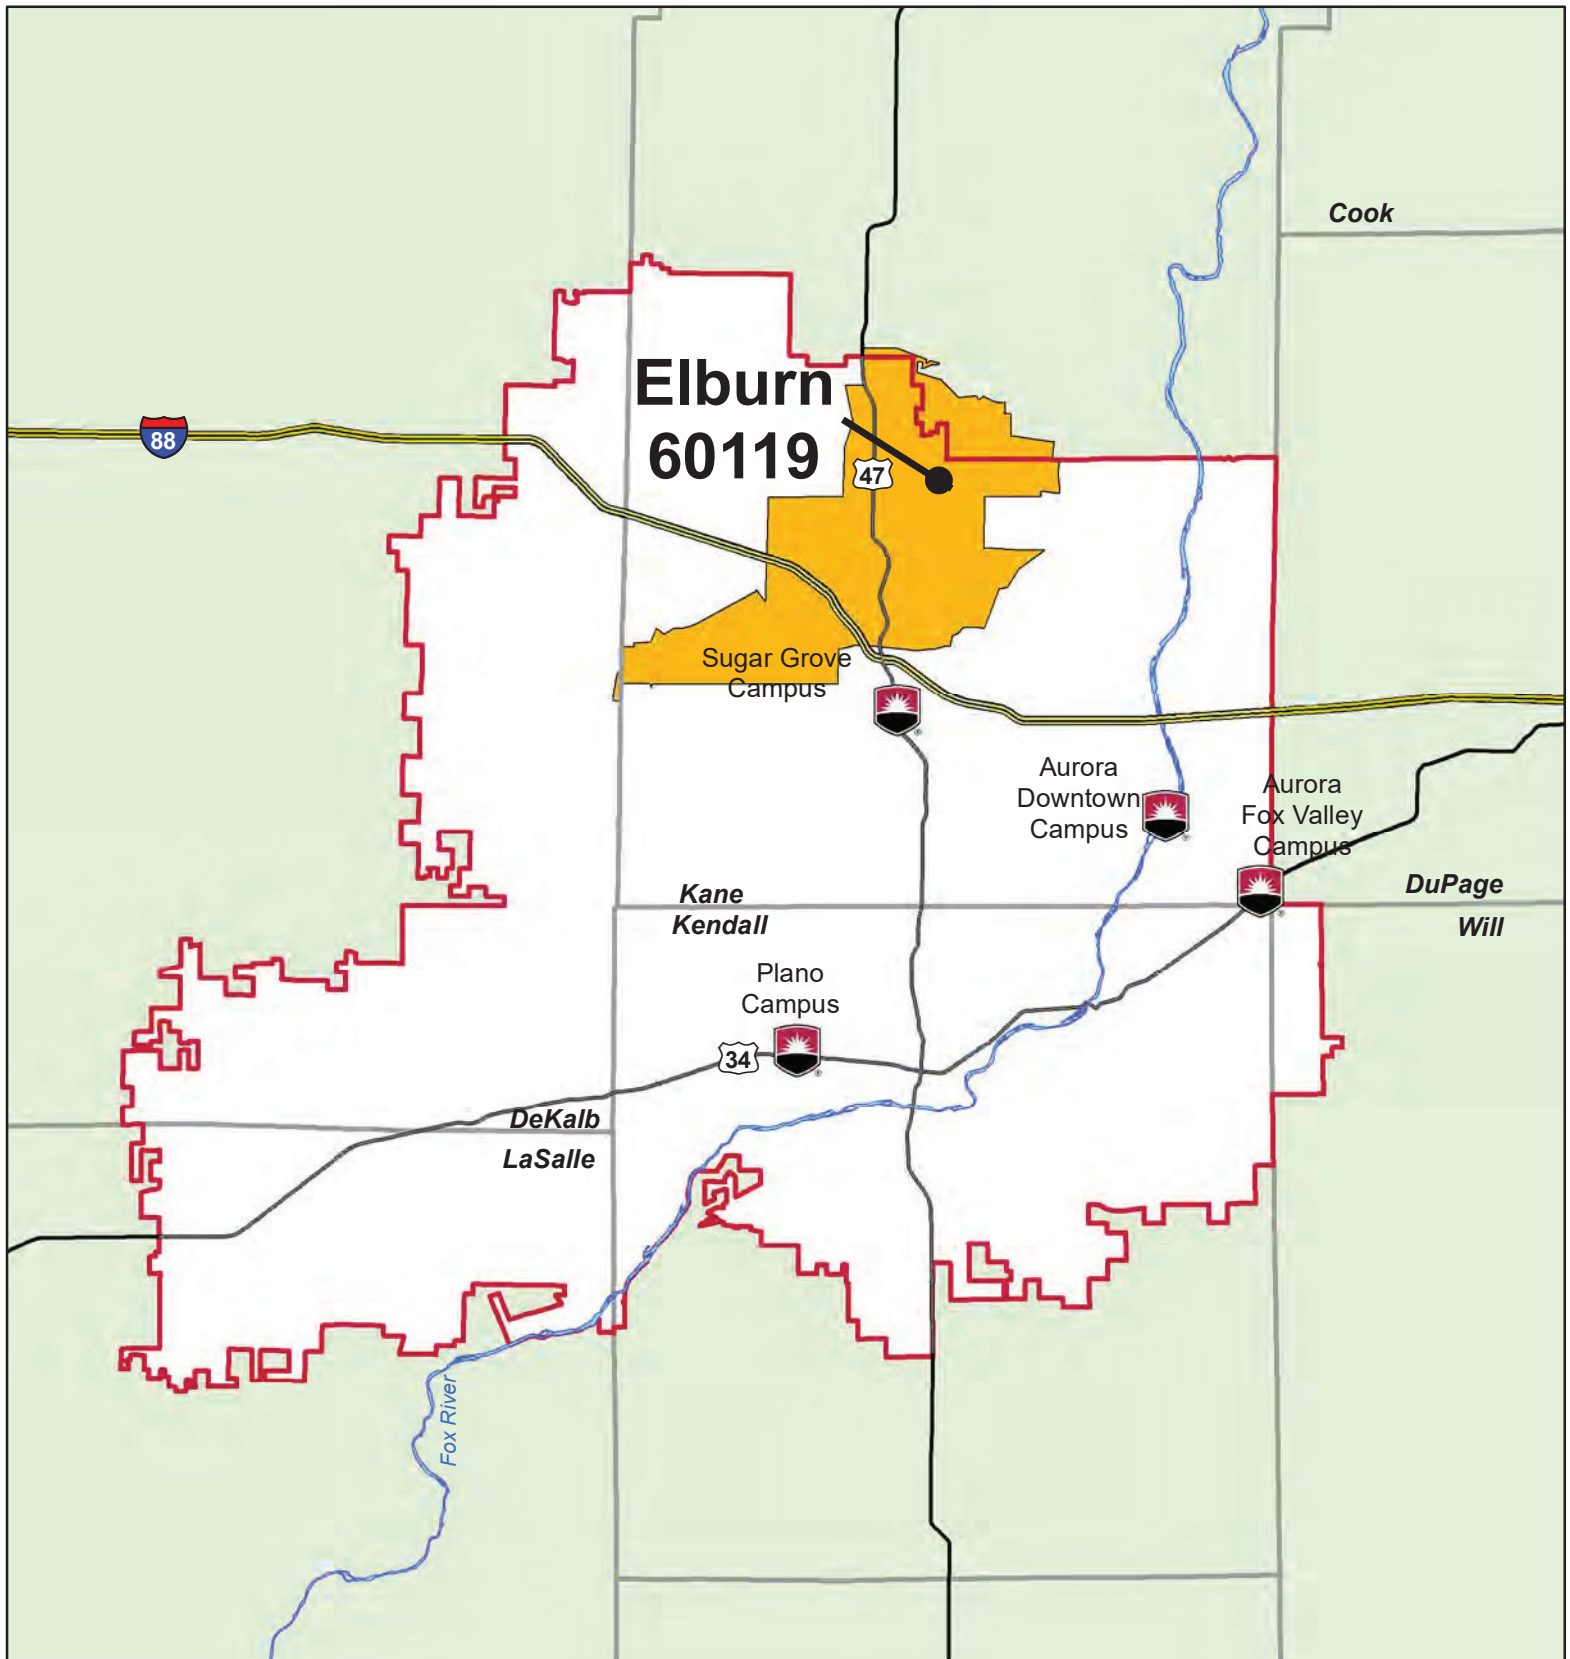 Cook
Elburn
60119
88
47
Sugar Grove
Campus
Aurora
Downtown
Campus
Aurora
Fox Valley
Campus
Kane
Kendall
DuPage
Will
Plano
Campus
34
DeKalb
LaSalle
Fox River